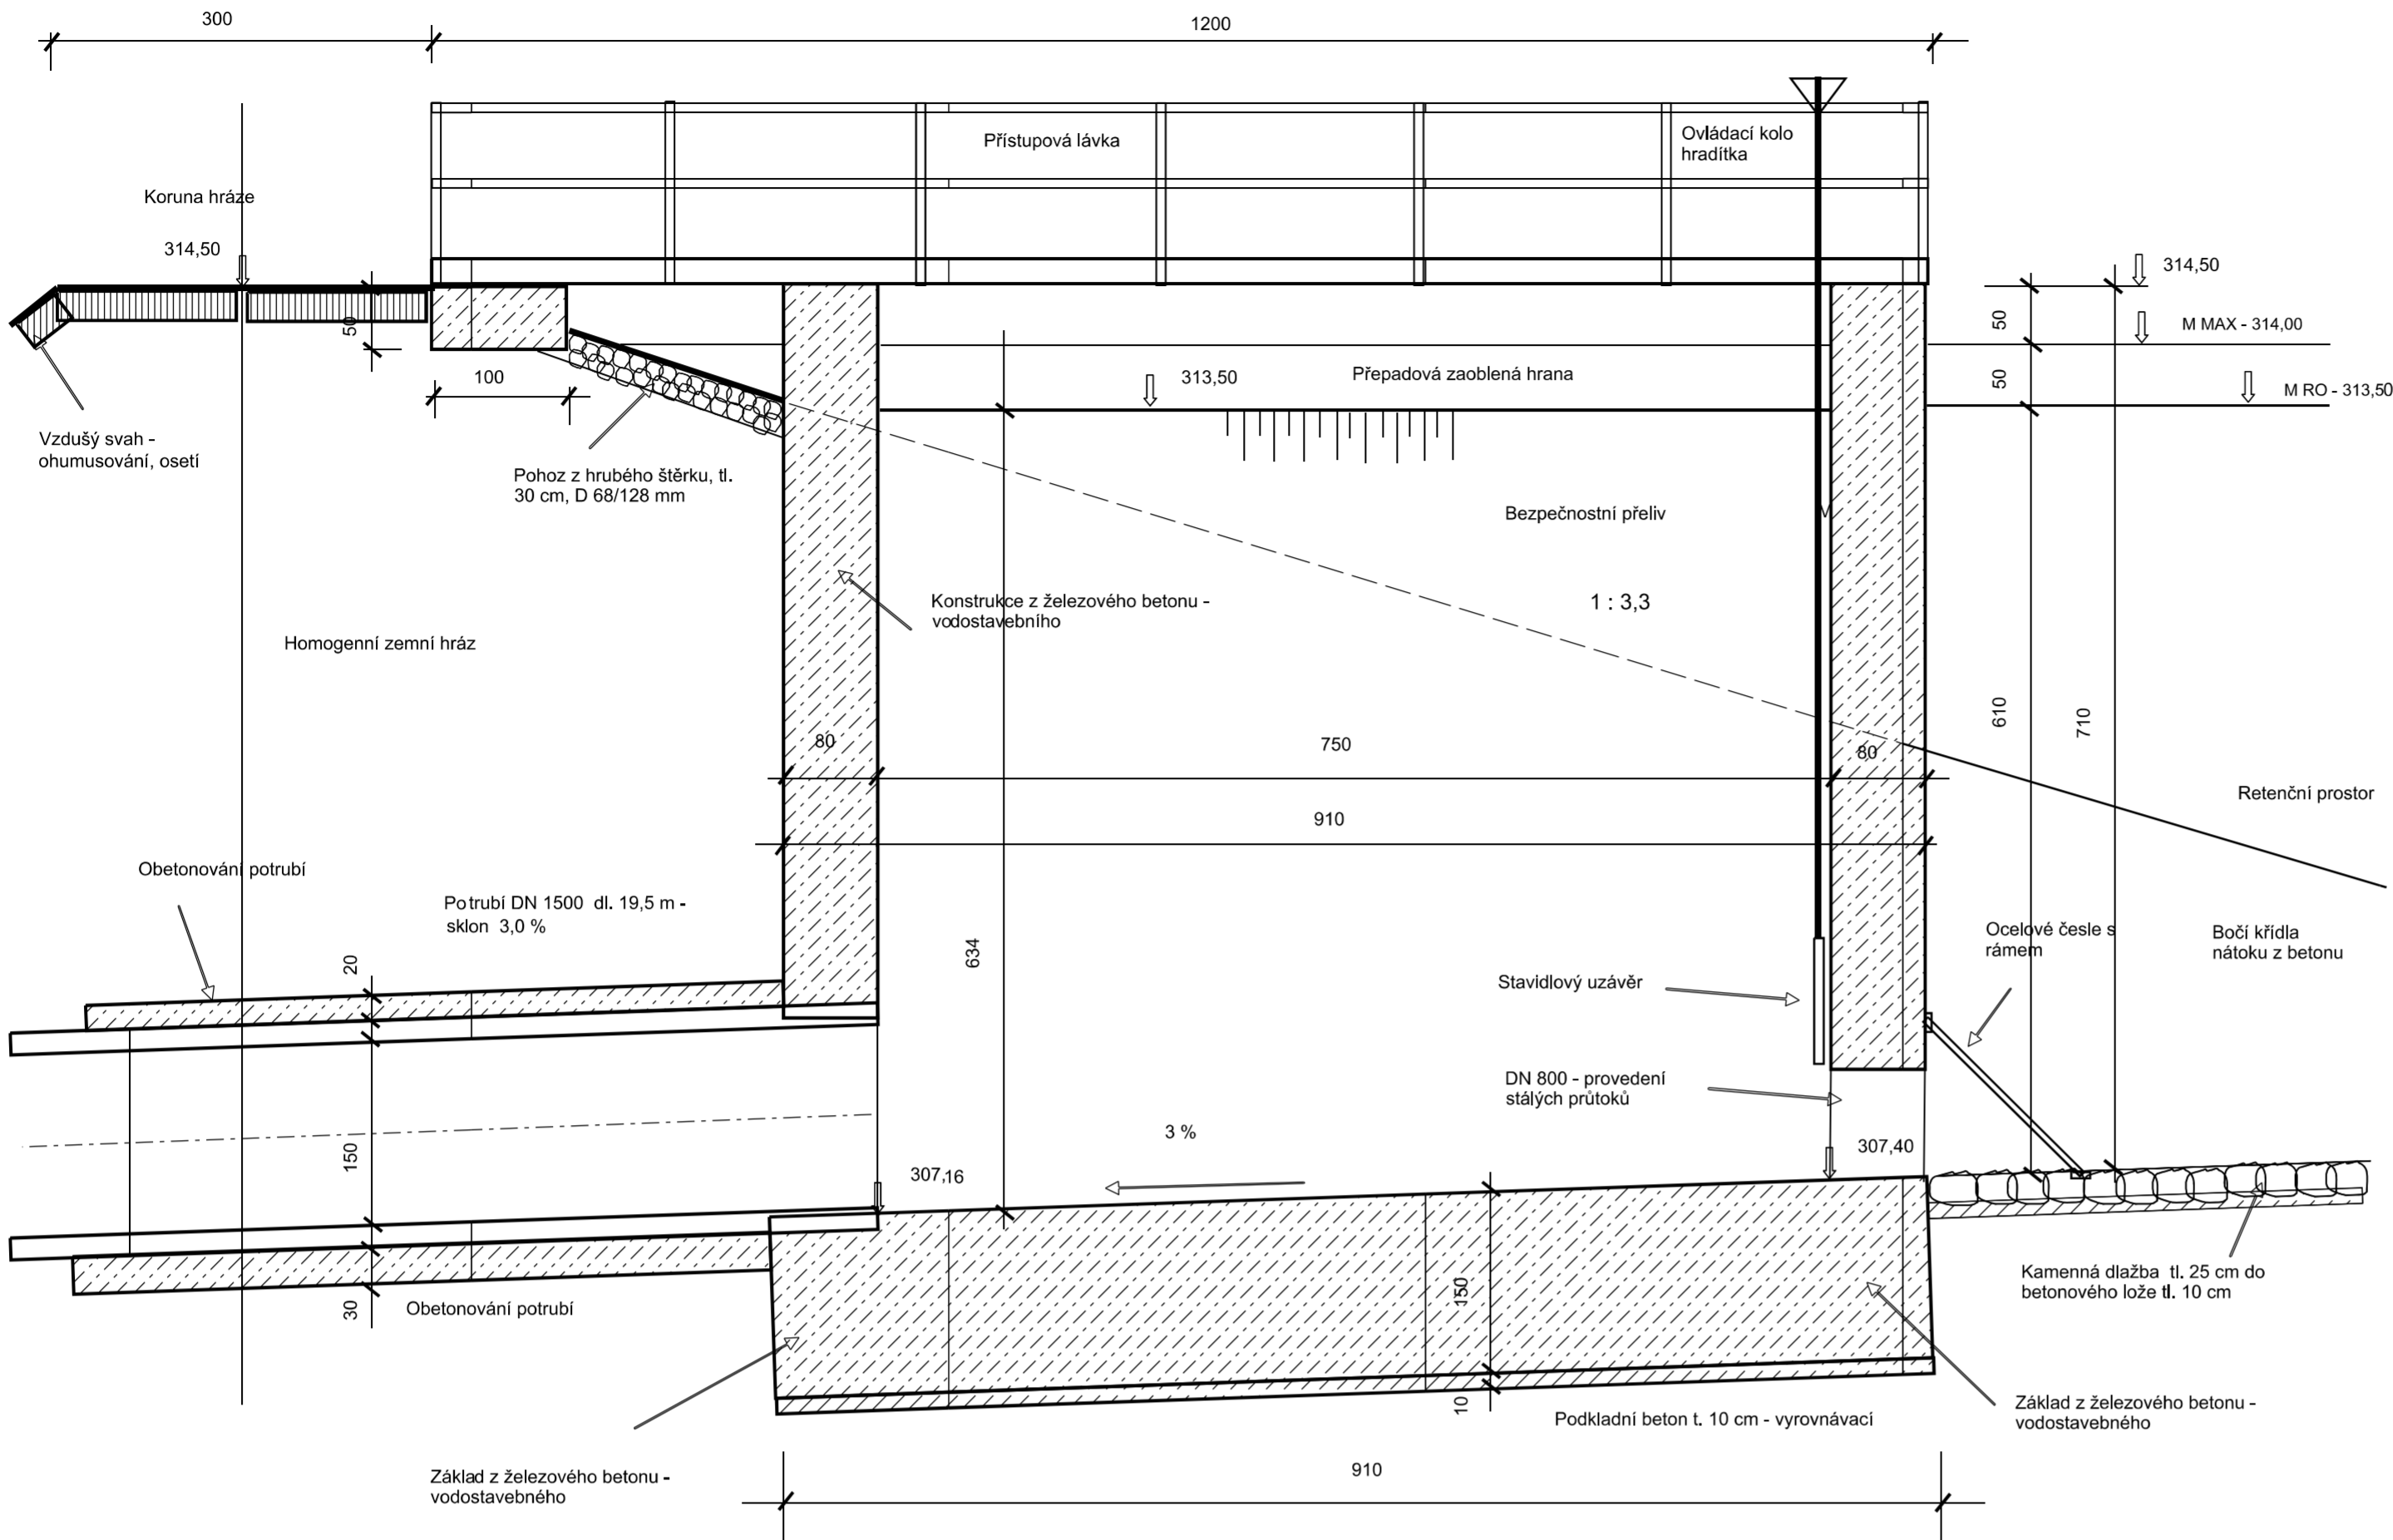 300
1200
Přístupová lávka
Ovládací kolo
hradítka
Koruna hráze
314,50
314,50
50
50
M MAX - 314,00
100
313,50
Přepadová zaoblená hrana
50
M RO - 313,50
Vzdušý svah -
ohumusování, osetí
Pohoz z hrubého štěrku, tl.
30 cm, D 68/128 mm
Bezpečnostní přeliv
Konstrukce z železového betonu -
vodostavebního
1 : 3,3
Homogenní zemní hráz
80
750
80
610
710
910
Retenční prostor
Obetonování potrubí
Potrubí DN 1500 dl. 19,5 m -
sklon 3,0 %
20
634
Stavidlový uzávěr
Ocelové česle s
rámem
Bočí křídla
nátoku z betonu
DN 800 - provedení
stálých průtoků
150
3 %
307,16
307,40
30
Obetonování potrubí
150
Kamenná dlažba tl. 25 cm do
betonového lože tl. 10 cm
10
Podkladní beton t. 10 cm - vyrovnávací
Základ z železového betonu -
vodostavebného
Základ z železového betonu -
vodostavebného
910